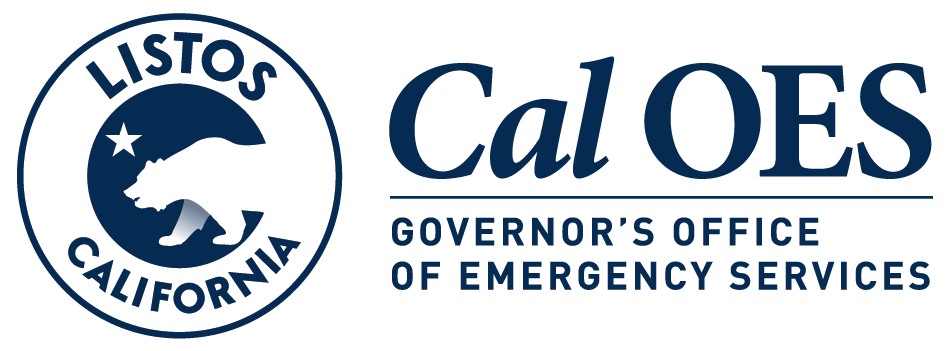 LISTOS
CALIFORNIA
Cal OES
GOVERNOR'S OFFICE
OF EMERGENCY SERVICES